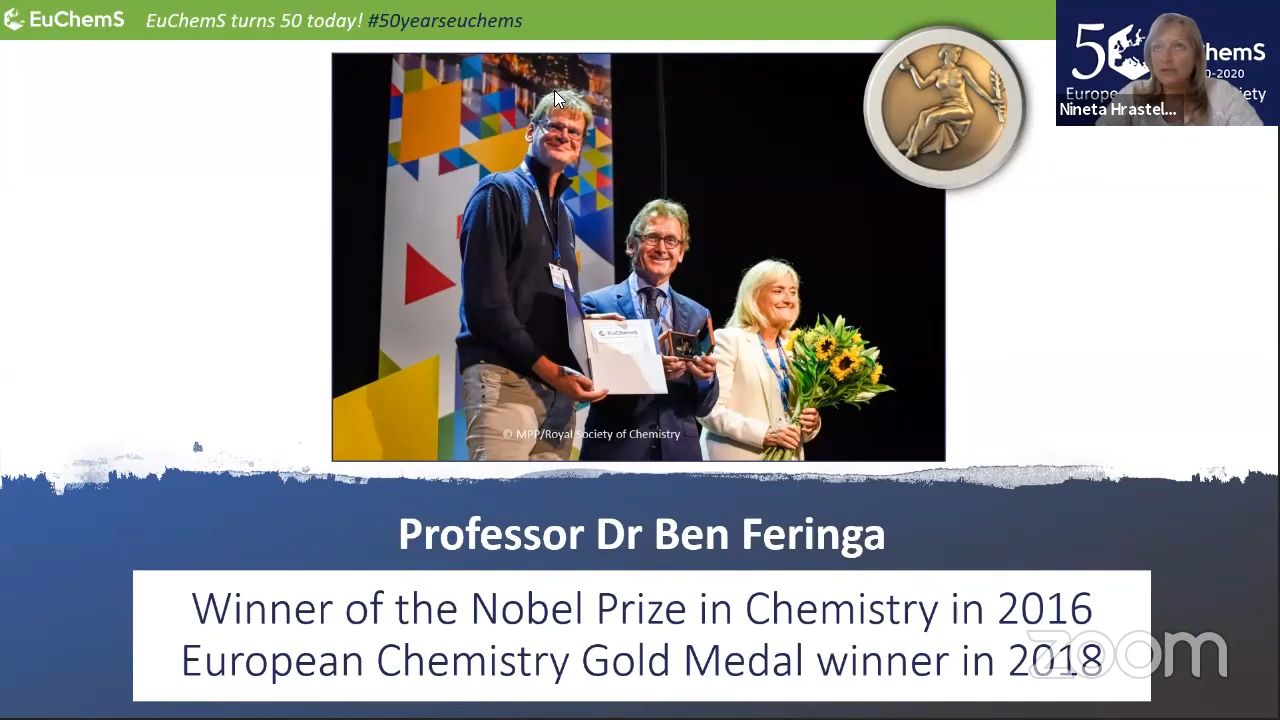 EuChemS EuChemS turns 50 today! #50yearseuchems
Nineta Hrastel...
EuChemS
© MPP/Royal Society of Chemistry
Professor Dr Ben Feringa
Winner of the Nobel Prize in Chemistry in 2016
European Chemistry Gold Medal winner in 2018
zoom